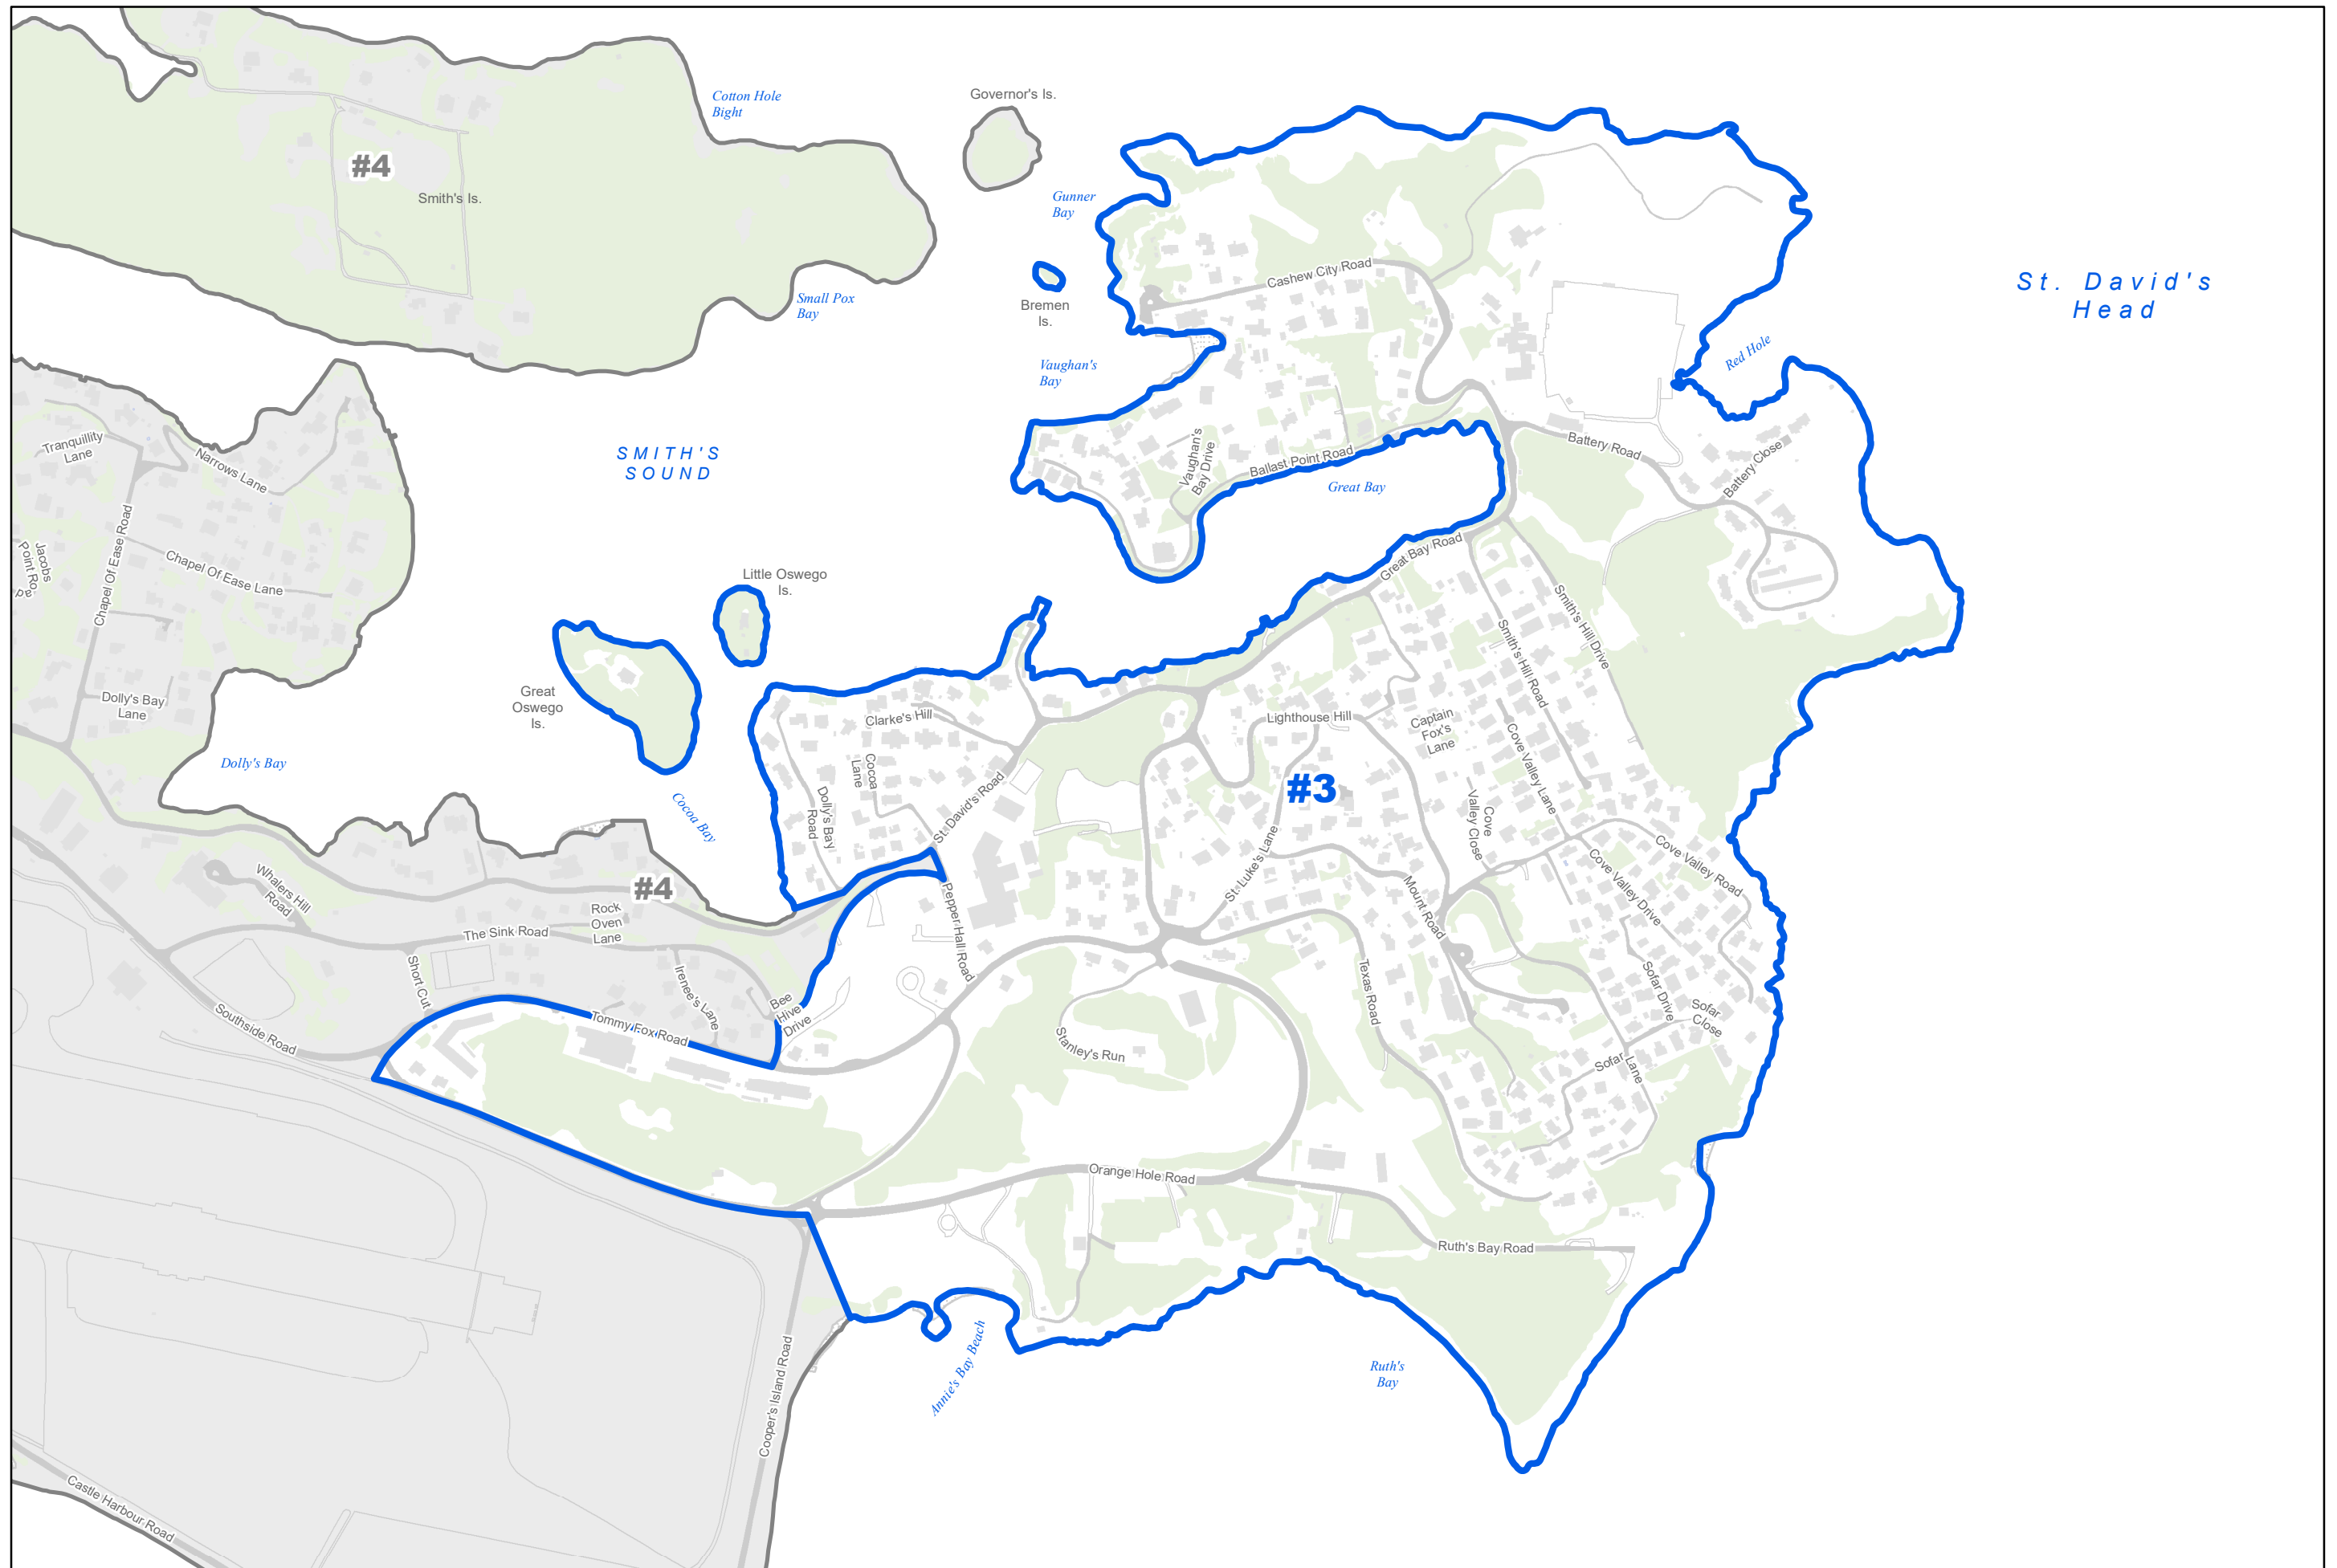 Cotton Hole
Bight
Governor's Is.
#4
Smith's Is.
Gunner
Bay
Small Pox
Bay
Bremen
Is.
Cashew City Road
St. David's
Head
Vaughan's
Bay
Red Hole
Tranquillity
Lane
Narrows Lane
SMITH'S
SOUND
Vaughan's
Bay Drive
Ballast Point Road
Great Bay
Battery Road
Battery Close
Jacobs
Point Road
Chapel Of Ease Road
Chapel Of Ease Lane
Great Bay Road
Little Oswego
Is.
Smith's Hill Drive
Smith's Hill Road
Dolly's Bay
Lane
Great
Oswego
Is.
Clarke's Hill
Lighthouse Hill
Captain
Fox's
Lane
Cove Valley Lane
Dolly's Bay
Cocoa
Lane
Dolly's Bay
Road
St. David's Road
#3
Cocoa Bay
Cove
Valley Close
Cove Valley Road
Cove Valley Drive
St. Luke's Lane
Mount Road
Whalers Hill
Road
#4
Rock
Oven
Lane
The Sink Road
Pepper Hall Road
Short Cut
Irenee's Lane
Bee
Hive
Drive
Texas Road
Sofar Drive
Sofar
Close
Southside Road
Tommy Fox Road
Stanley's Run
Sofar
Lane
Orange Hole Road
Ruth's Bay Road
Cooper's Island Road
Annie's Bay Beach
Ruth's
Bay
Castle Harbour Road